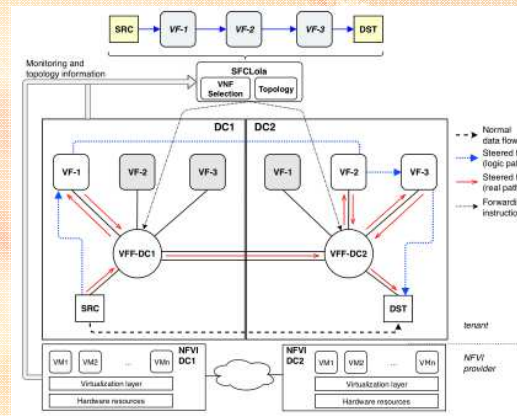 SRC
VF-1
VF-2
VF-3
DST
Monitoring and
topology information
VNF
Selection
Topology
DC1
DC2
VF-1
VF-2
VF-3
VF-1
VF-2
VF-3
VFF-DC1
VFF-DC2
SRC
DST
Normal
data flow
Steered
(logic pat
Steered
(real path
Forwardi
instructio
tenant
NFVI
provider
VM1
VM2
...
VMn
NFVI
DC1
Virtualization layer
Hardware resources
NFVI
DC2
VM1
VM2
...
VMn
Virtualization layer
Hardware resources